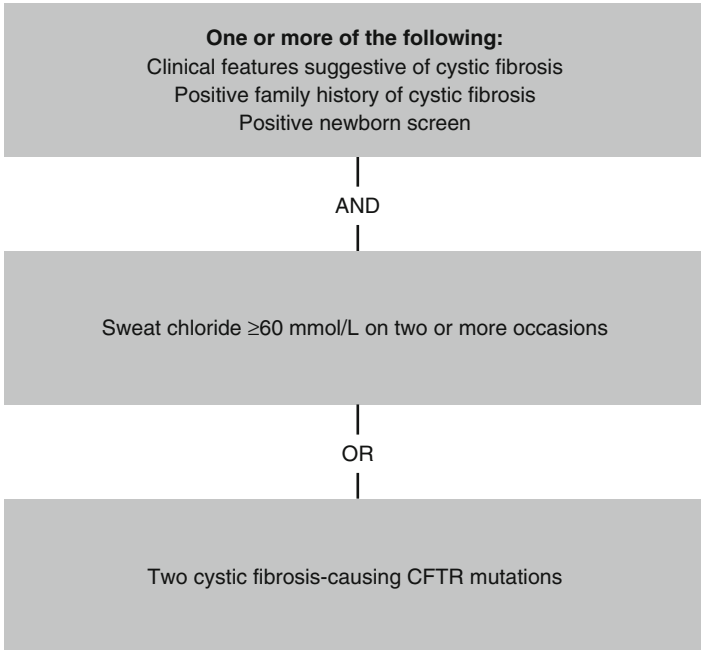 One or more of the following:
Clinical features suggestive of cystic fibrosis
Positive family history of cystic fibrosis
Positive newborn screen
AND
Sweat chloride ≥60 mmol/L on two or more occasions
OR
Two cystic fibrosis-causing CFTR mutations